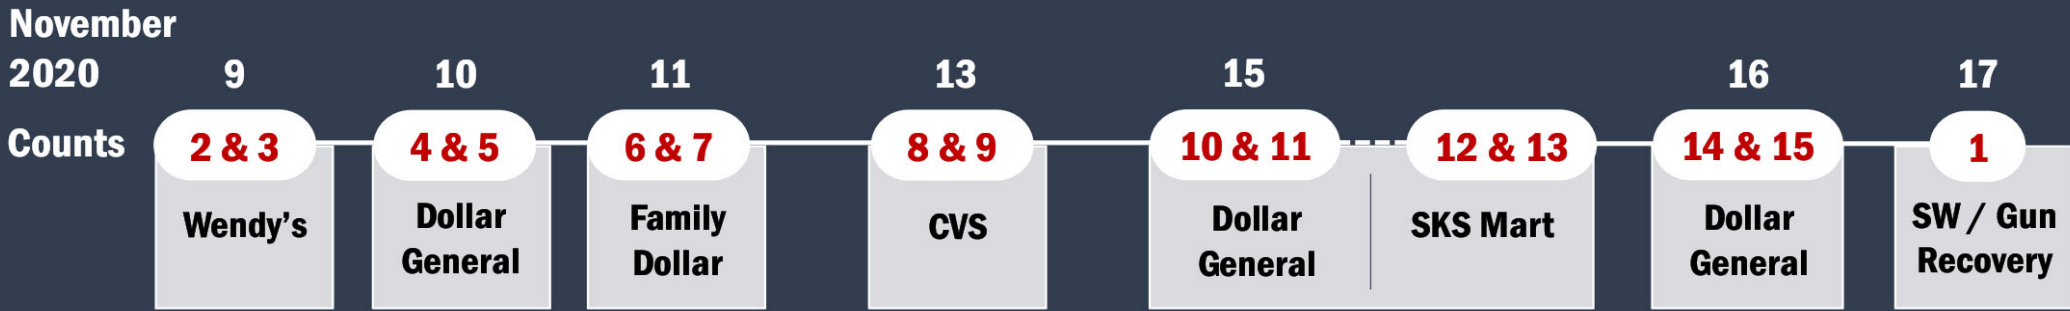 November
2020 9 10 11 13 15 16 17
Counts 2 & 3 4 & 5 6 & 7 8 & 9 10 & 11 12 & 13 14 & 15 1
Wendy's
Dollar
General
Family
Dollar
CVS
Dollar
General
SKS Mart
Dollar
General
SW / Gun
Recovery